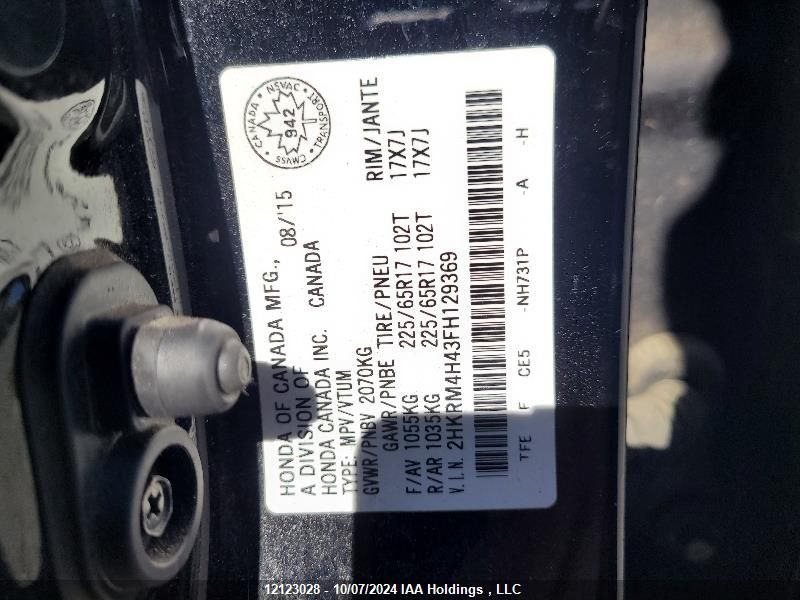 HONDA OF CANADA MFG., 08/'15
A DIVISION OF
HONDA CANADA INC. CANADA
CANADA • NSVAC • TRANSPORT • CMVSS •
942
TYPE: MPV/VTUM
GVWR/PNBV 2070KG
GAWR/PNBE TIRE/PNEU RIM/JANTE
F/AV 1055KG 225/65R17 102T 17X7J
R/AR 1035KG 225/65R17 102T 17X7J
V.I.N. 2HKRM4H43FH129369
TFE F CE5 -NH731P -A -H
12123028 - 10/07/2024 IAA Holdings , LLC